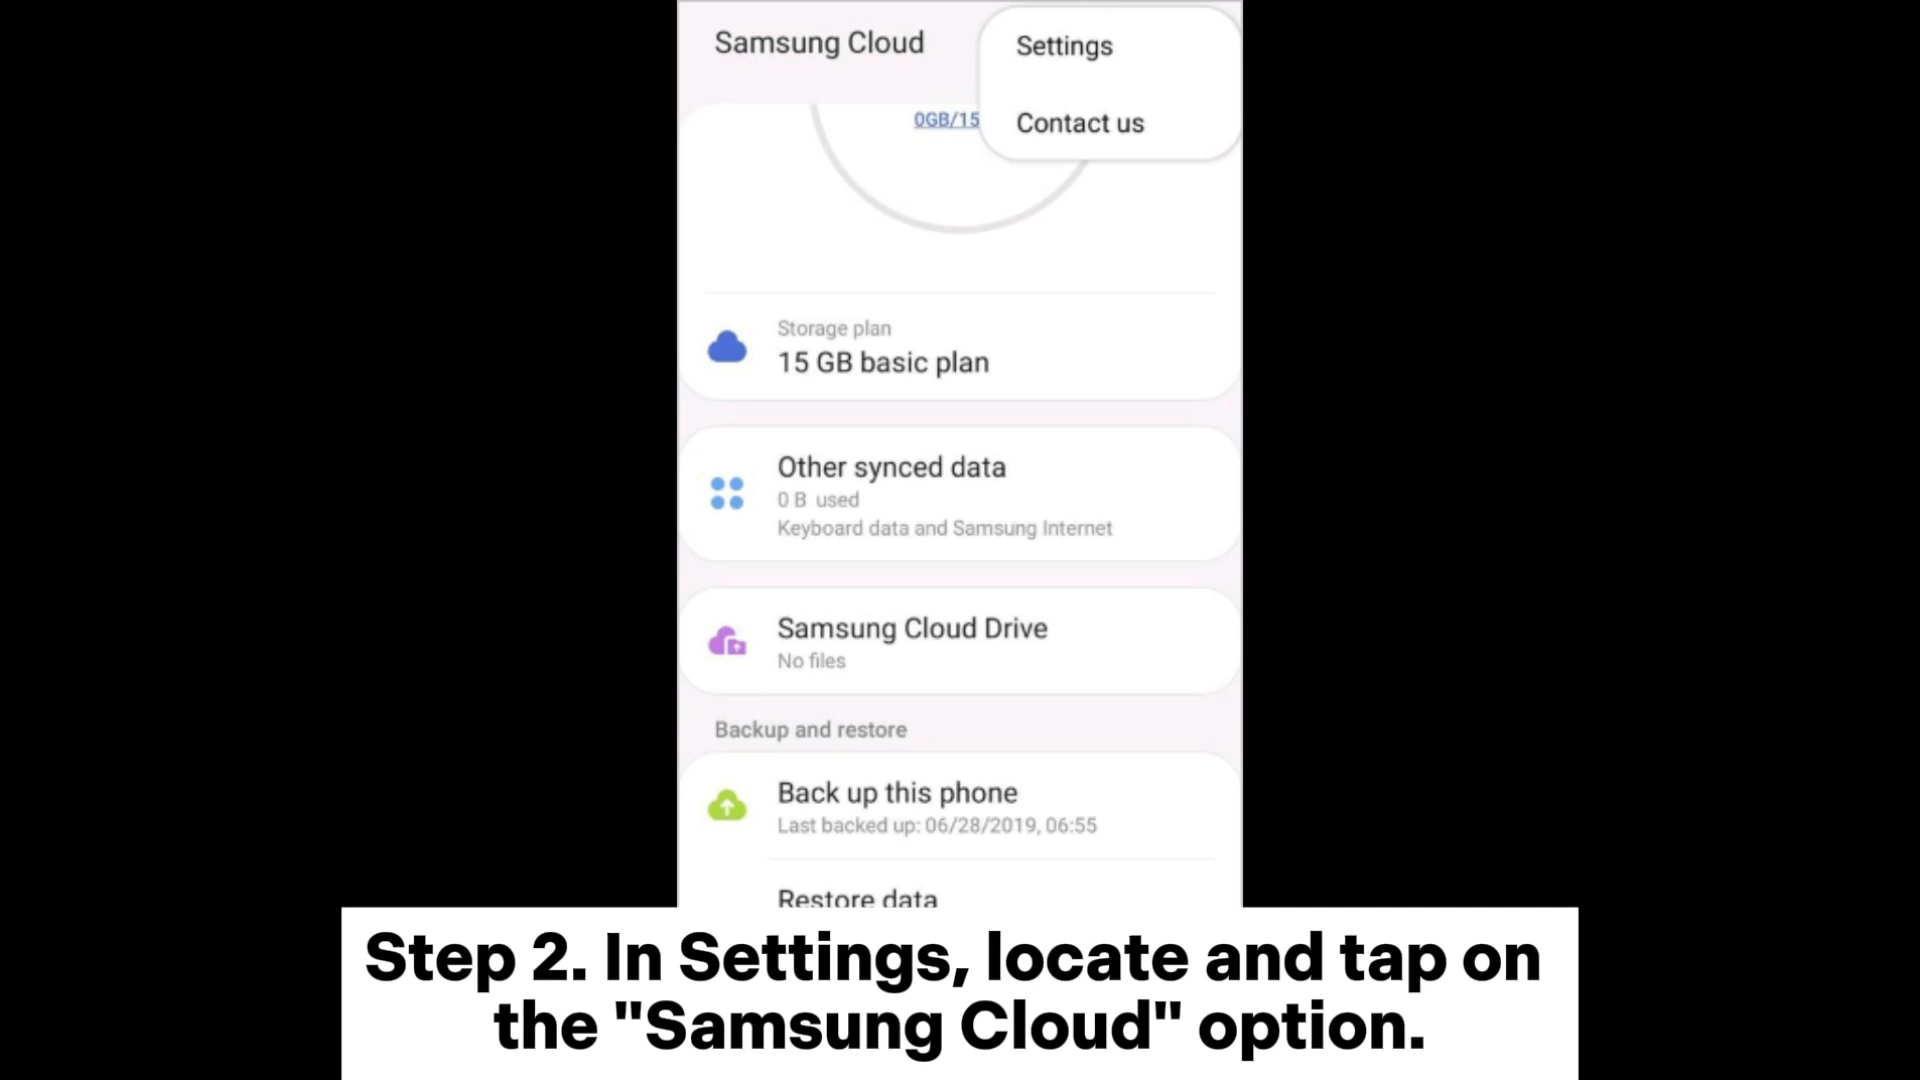 Samsung Cloud
Settings
Contact us
0GB/15
Storage plan
15 GB basic plan
Other synced data
0 B used
Keyboard data and Samsung Internet
Samsung Cloud Drive
No files
Backup and restore
Back up this phone
Last backed up: 06/28/2019, 06:55
Restore data
Step 2. In Settings, locate and tap on
the "Samsung Cloud" option.